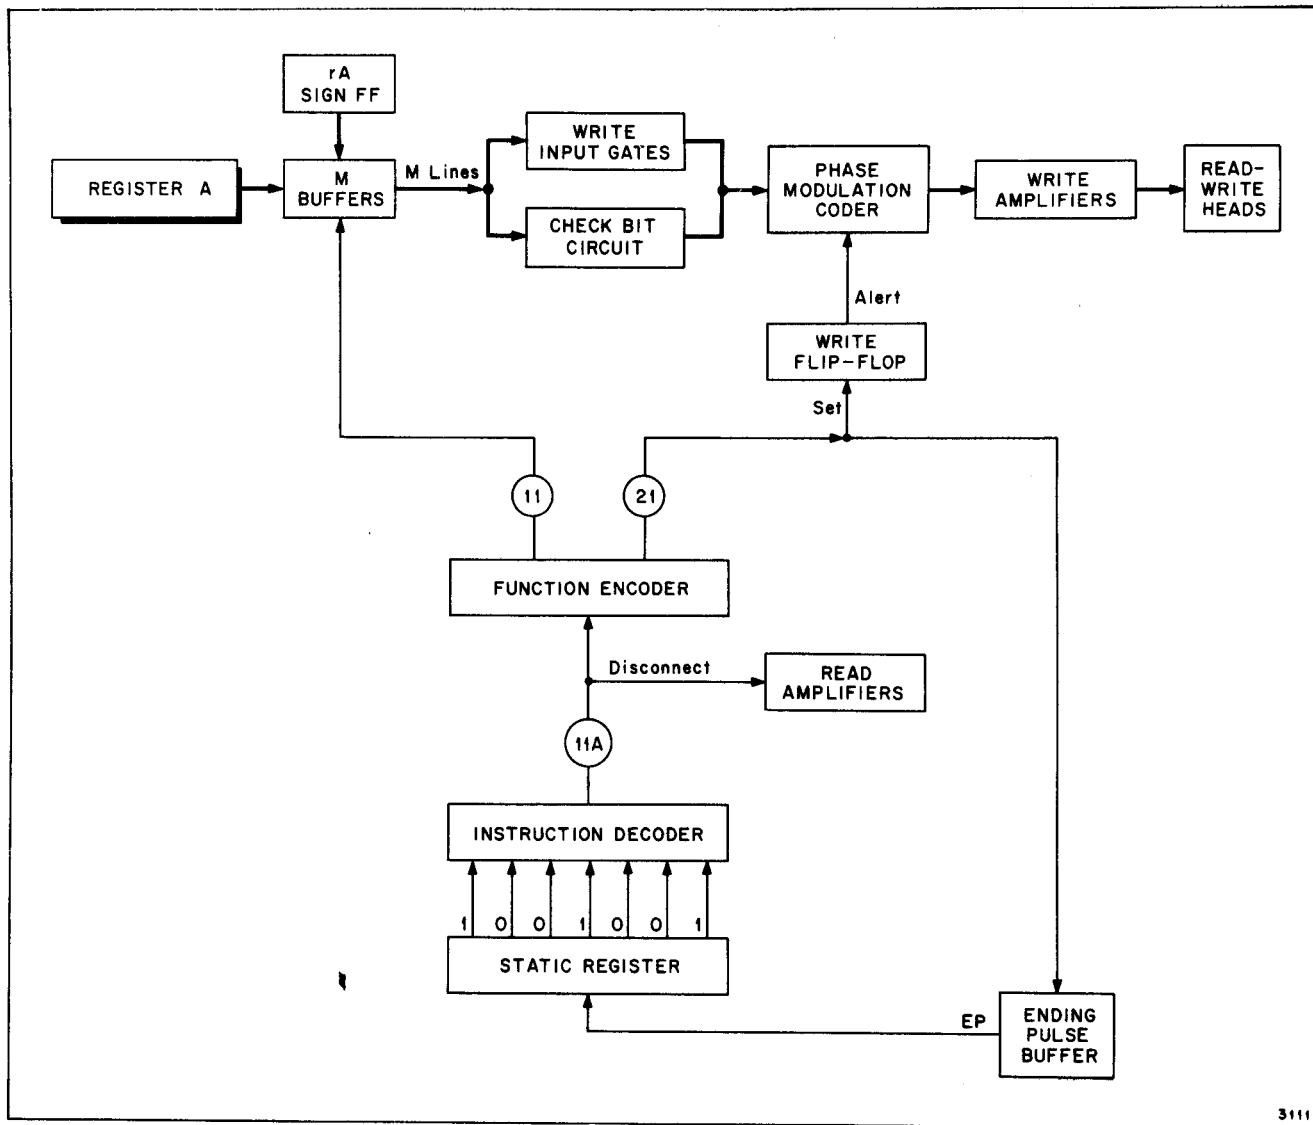 rA
SIGN FF
REGISTER A
M
BUFFERS
M Lines
WRITE
INPUT GATES
CHECK BIT
CIRCUIT
PHASE
MODULATION
CODER
WRITE
AMPLIFIERS
READ-
WRITE
HEADS
Alert
WRITE
FLIP-FLOP
Set
11
21
FUNCTION ENCODER
Disconnect
READ
AMPLIFIERS
11A
INSTRUCTION DECODER
1 0 0 1 0 0 1
STATIC REGISTER
EP
ENDING
PULSE
BUFFER
3111